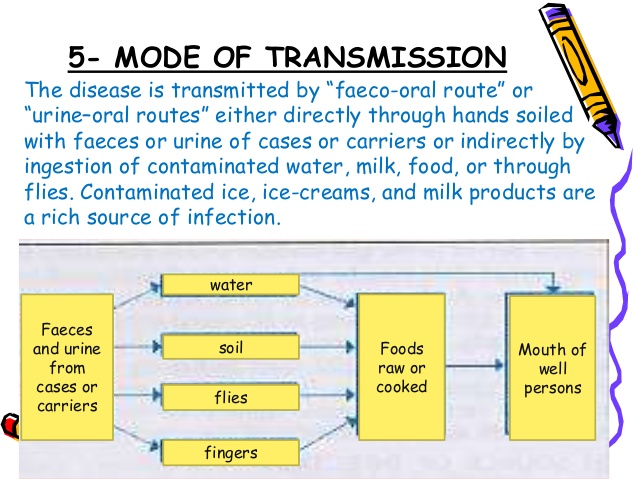 5- MODE OF TRANSMISSION
The disease is transmitted by “faeco-oral route” or
“urine–oral routes” either directly through hands soiled
with faeces or urine of cases or carriers or indirectly by
ingestion of contaminated water, milk, food, or through
flies. Contaminated ice, ice-creams, and milk products are
a rich source of infection.
Faeces
and urine
from
cases or
carriers
water
soil
flies
fingers
Foods
raw or
cooked
Mouth of
well
persons